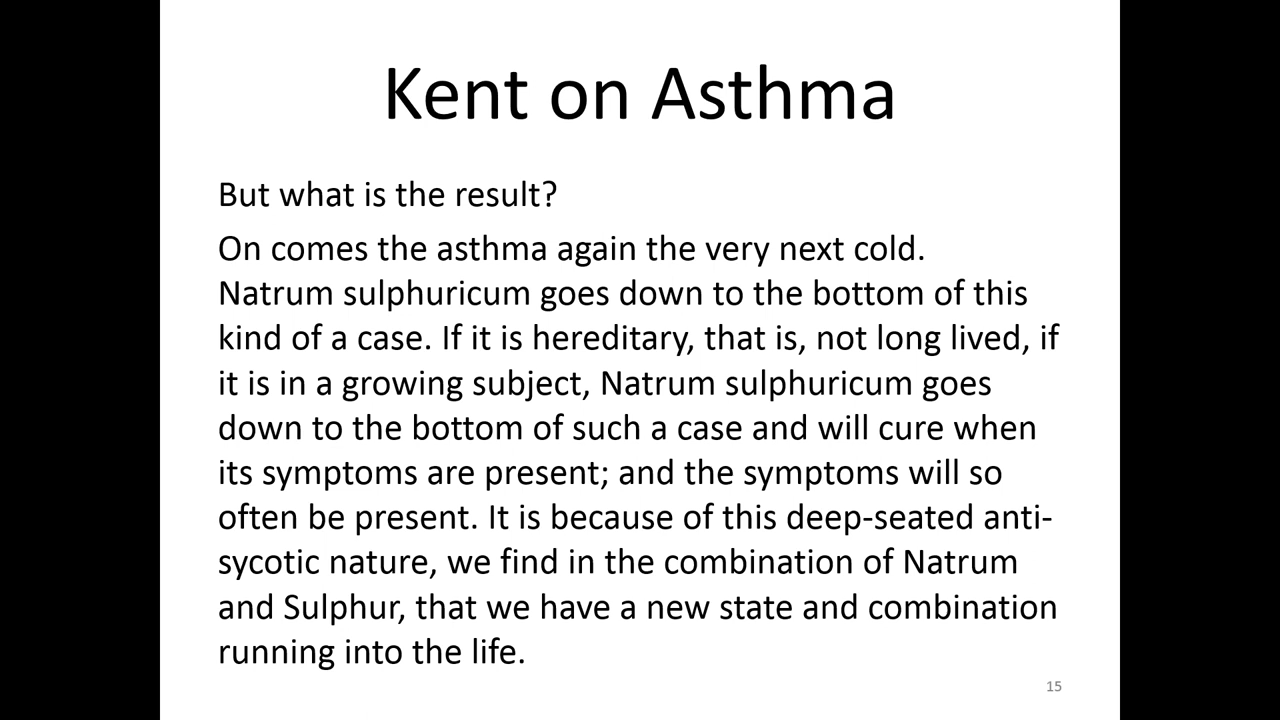 Kent on Asthma
But what is the result?
On comes the asthma again the very next cold.
Natrum sulphuricum goes down to the bottom of this
kind of a case. If it is hereditary, that is, not long lived, if
it is in a growing subject, Natrum sulphuricum goes
down to the bottom of such a case and will cure when
its symptoms are present; and the symptoms will so
often be present. It is because of this deep-seated anti-
sycotic nature, we find in the combination of Natrum
and Sulphur, that we have a new state and combination
running into the life.
15